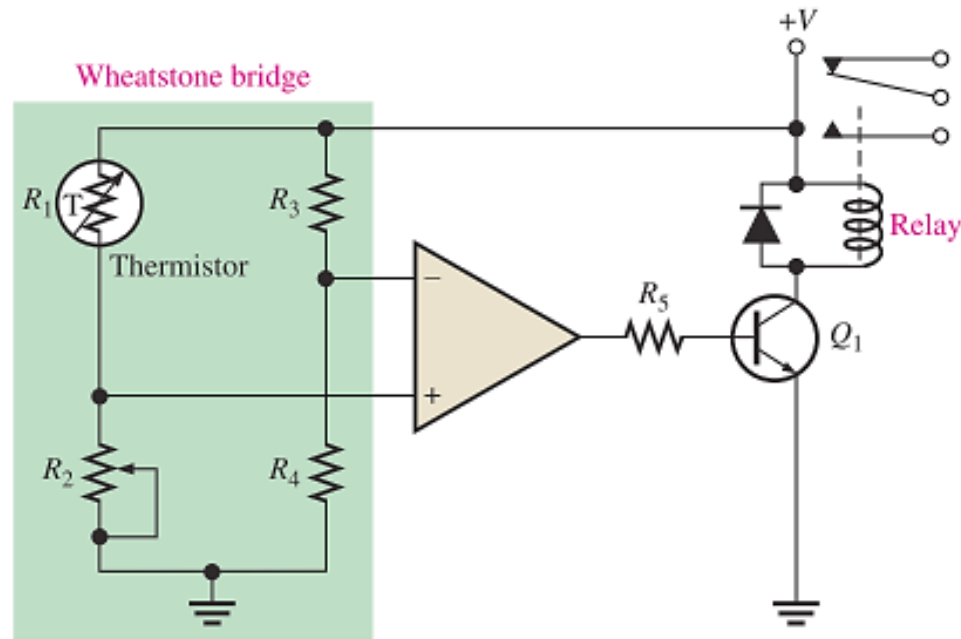 +V
Wheatstone bridge
R1
T
R3
Relay
Thermistor
−
R5
Q1
+
R2
R4